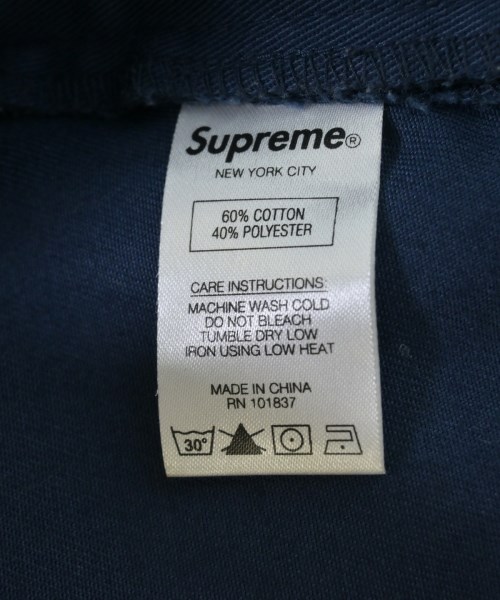 Supreme®
NEW YORK CITY
60% COTTON
40% POLYESTER
CARE INSTRUCTIONS:
MACHINE WASH COLD
DO NOT BLEACH
TUMBLE DRY LOW
IRON USING LOW HEAT
MADE IN CHINA
RN 101837
30°